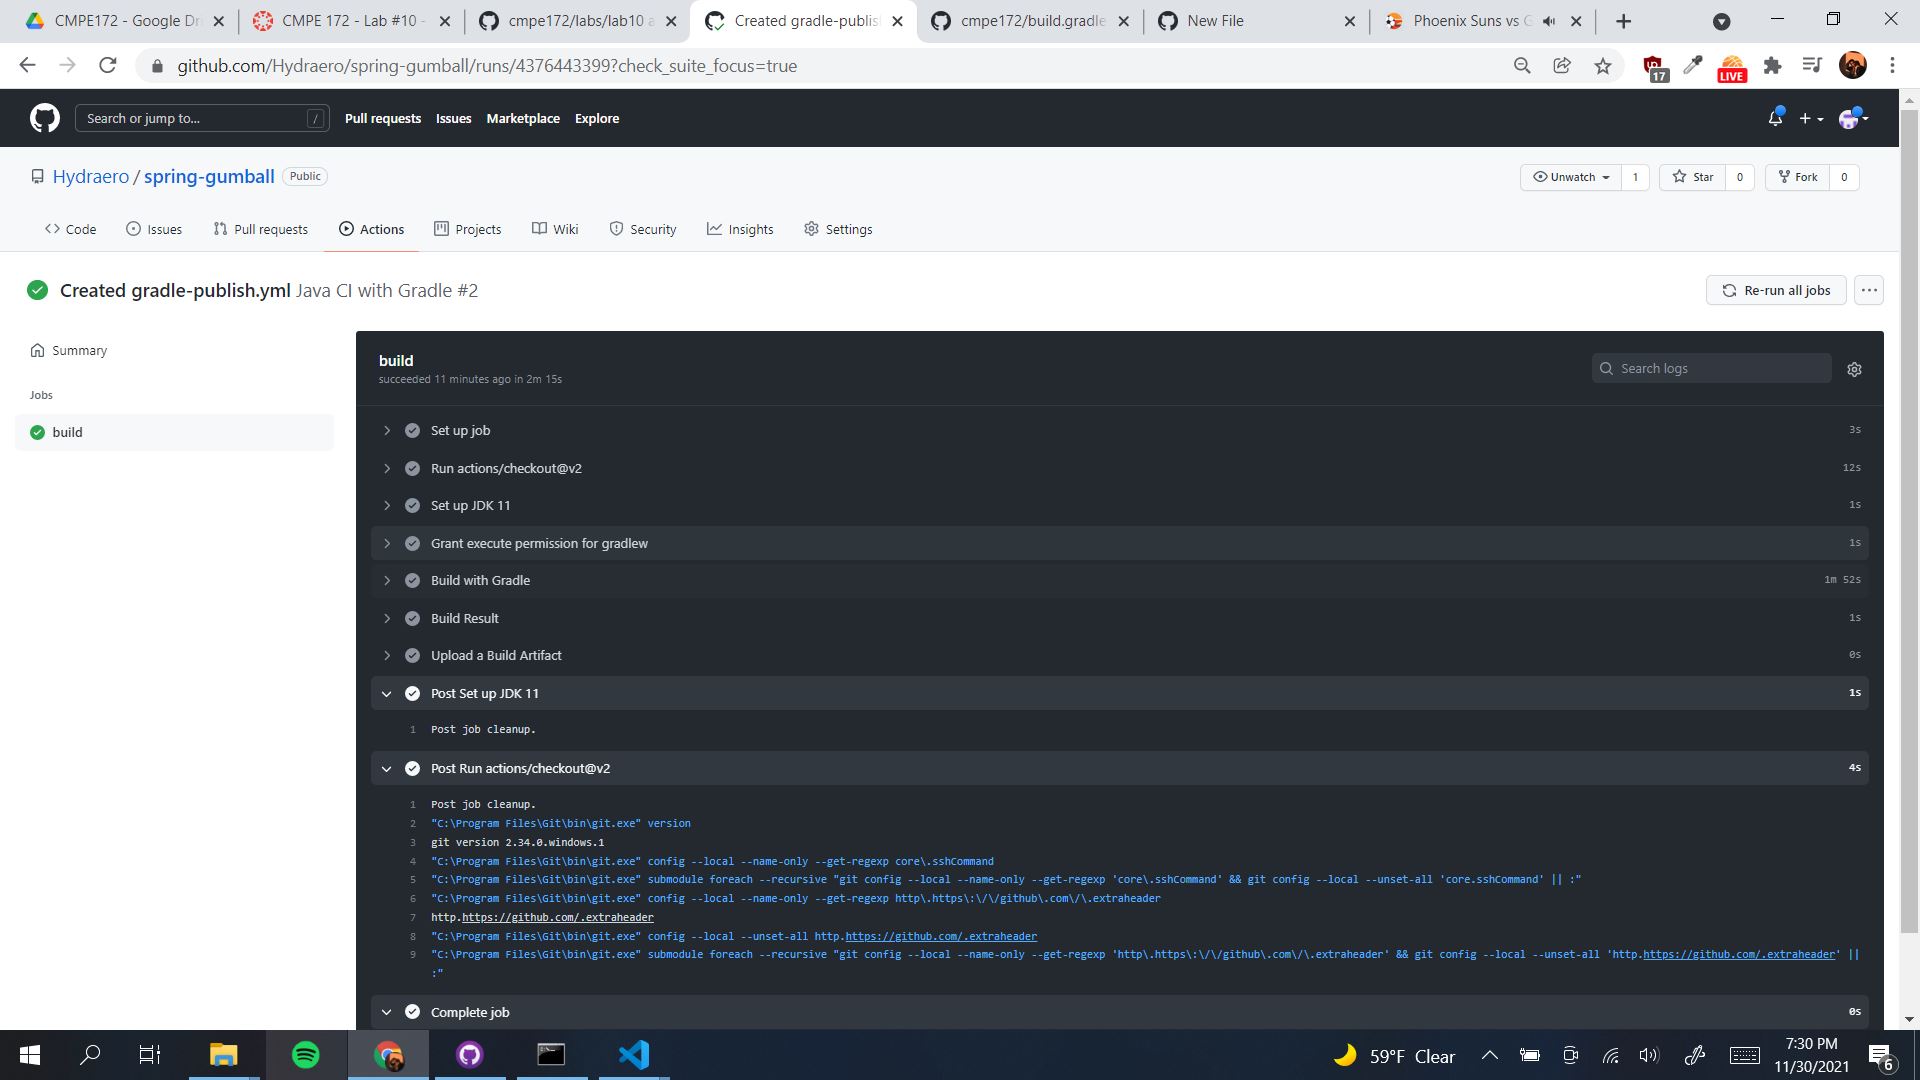 CMPE172 - Google Dri
CMPE 172 - Lab #10 -
cmpe172/labs/lab10 a
Created gradle-publish
cmpe172/build.gradle
New File
Phoenix Suns vs G
github.com/Hydraero/spring-gumball/runs/4376443399?check_suite_focus=true
17
LIVE
Search or jump to...
/
Pull requests
Issues
Marketplace
Explore
Hydraero / spring-gumball
Public
Unwatch
1
Star
0
Fork
0
Code
Issues
Pull requests
Actions
Projects
Wiki
Security
Insights
Settings
Created gradle-publish.yml Java CI with Gradle #2
Re-run all jobs
Summary
Jobs
build
build
succeeded 11 minutes ago in 2m 15s
Search logs
Set up job
3s
Run actions/checkout@v2
12s
Set up JDK 11
1s
Grant execute permission for gradlew
1s
Build with Gradle
1m 52s
Build Result
1s
Upload a Build Artifact
0s
Post Set up JDK 11
1s
1 Post job cleanup.
Post Run actions/checkout@v2
4s
1 Post job cleanup.
2 "C:\Program Files\Git\bin\git.exe" version
3 git version 2.34.0.windows.1
4 "C:\Program Files\Git\bin\git.exe" config --local --name-only --get-regexp core\.sshCommand
5 "C:\Program Files\Git\bin\git.exe" submodule foreach --recursive "git config --local --name-only --get-regexp 'core\.sshCommand' && git config --local --unset-all 'core.sshCommand' || :"
6 "C:\Program Files\Git\bin\git.exe" config --local --name-only --get-regexp http\.https\:\/\/github\.com\/\.extraheader
7 http.https://github.com/.extraheader
8 "C:\Program Files\Git\bin\git.exe" config --local --unset-all http.https://github.com/.extraheader
9 "C:\Program Files\Git\bin\git.exe" submodule foreach --recursive "git config --local --name-only --get-regexp 'http\.https\:\/\/github\.com\/\.extraheader' && git config --local --unset-all 'http.https://github.com/.extraheader' ||
:"
Complete job
0s
59°F Clear
7:30 PM
11/30/2021
6